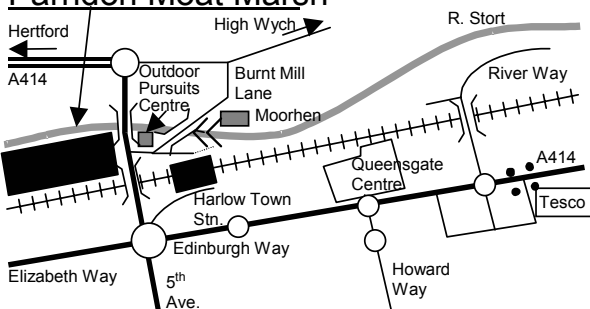 Parndon Moat Marsh
Hertford
High Wych
R. Stort
A414
Outdoor
Pursuits
Centre
Burnt Mill
Lane
River Way
Moorhen
Queensgate
Centre
A414
Harlow Town
Stn.
Tesco
Edinburgh Way
Elizabeth Way
5th
Ave.
Howard
Way